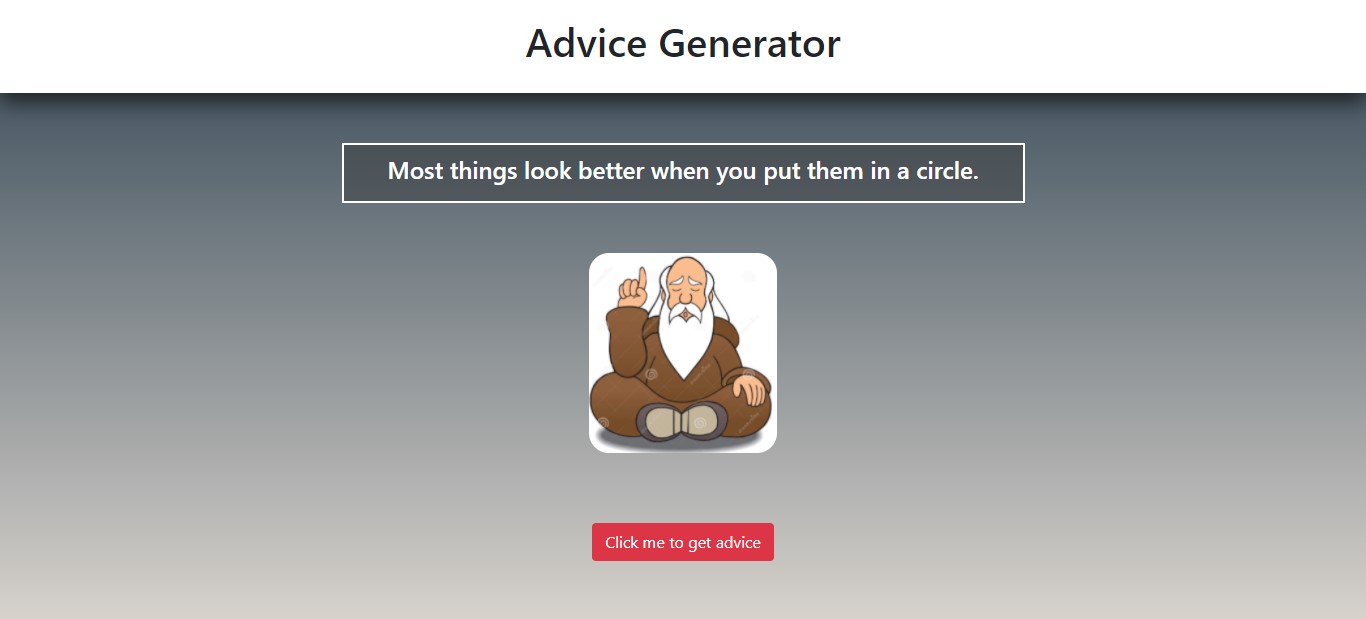 Advice Generator
Most things look better when you put them in a circle.
Click me to get advice